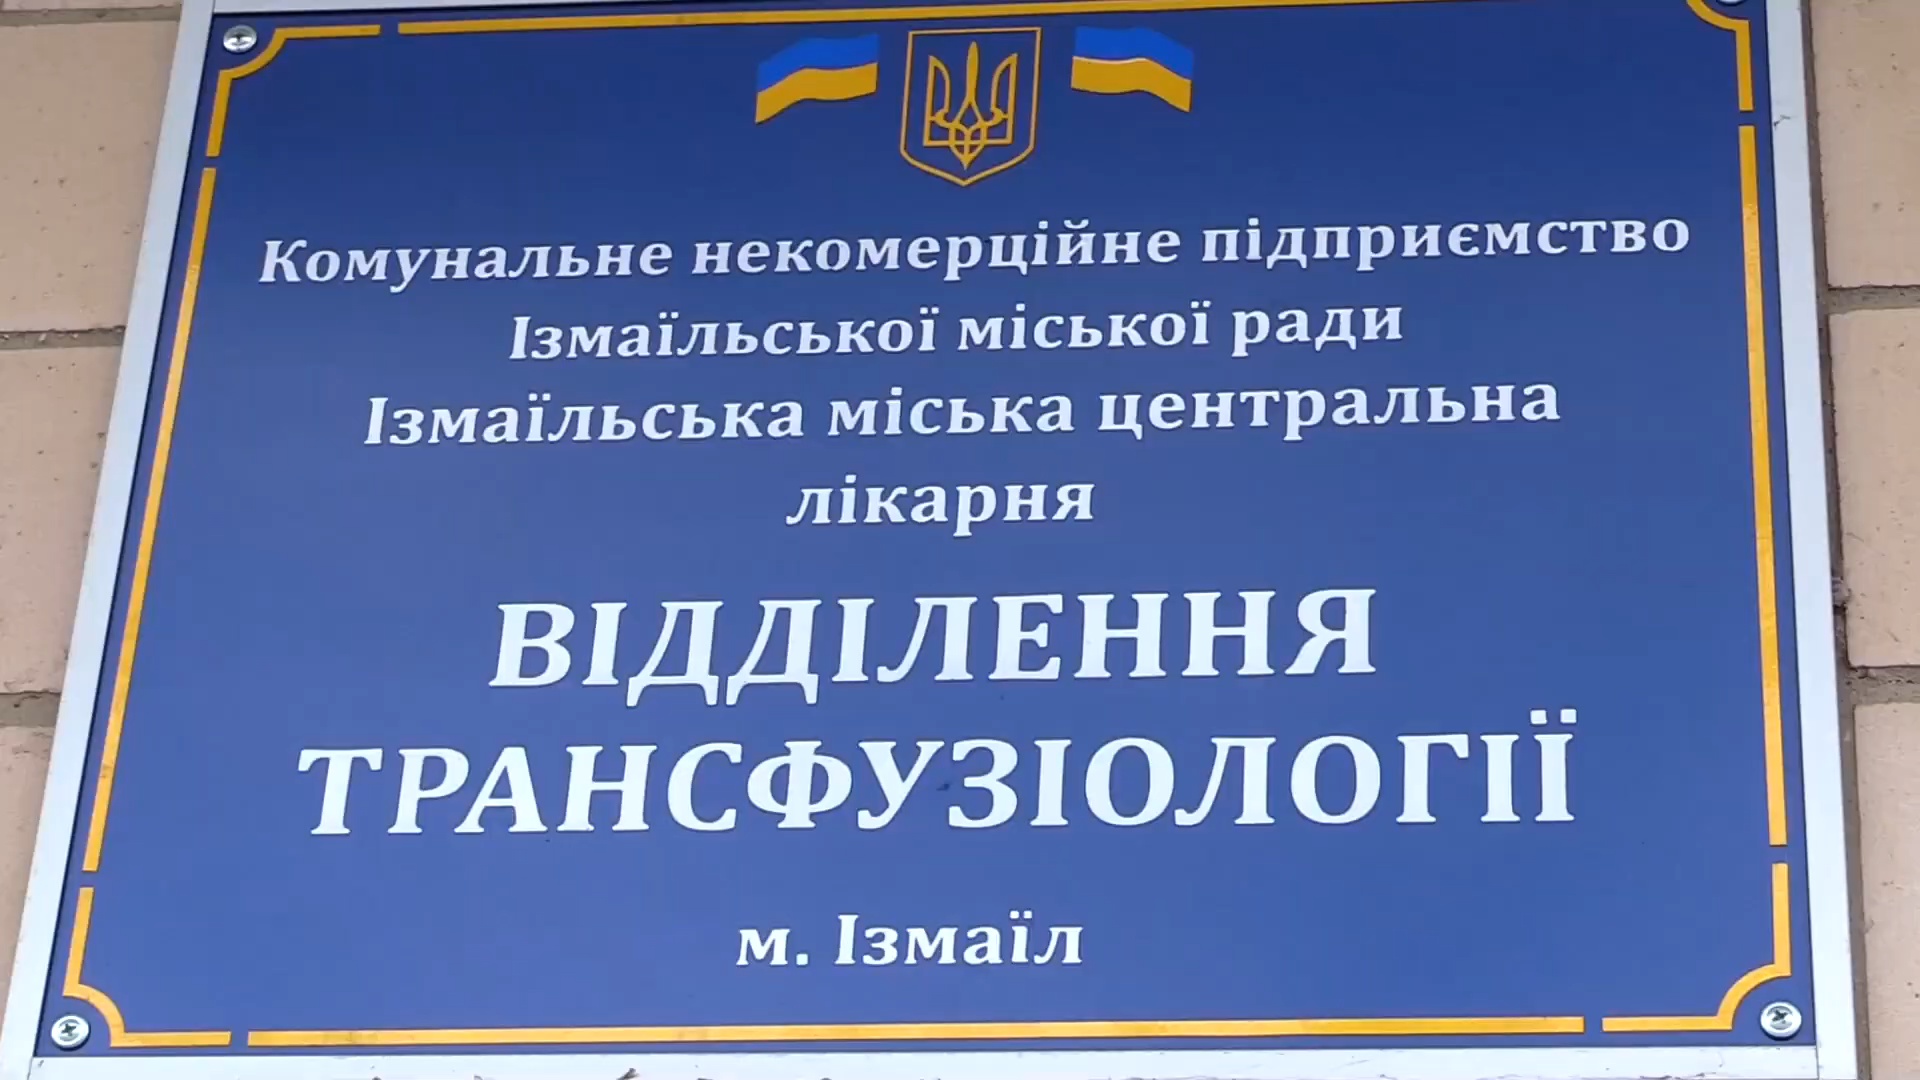 Комунальне некомерційне підприємство
Ізмаїльської міської ради
Ізмаїльська міська центральна
лікарня
ВІДДІЛЕННЯ
ТРАНСФУЗІОЛОГІЇ
м. Ізмаїл